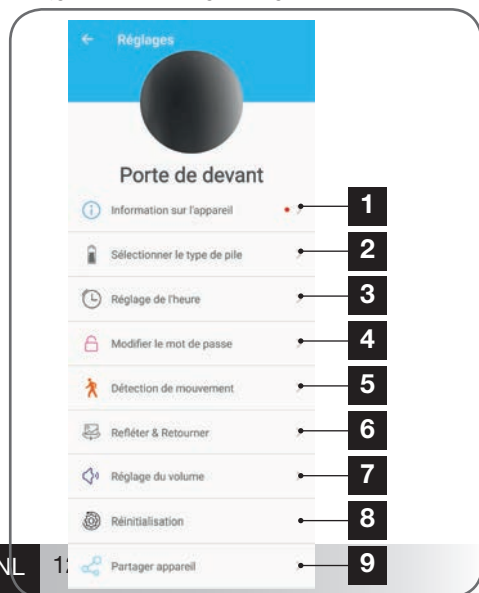 Réglages
Porte de devant
Information sur l'appareil 1
Sélectionner le type de pile 2
Réglage de l'heure 3
Modifier le mot de passe 4
Détection de mouvement 5
Refléter & Retourner 6
Réglage du volume 7
Réinitialisation 8
Partager appareil 9
NL